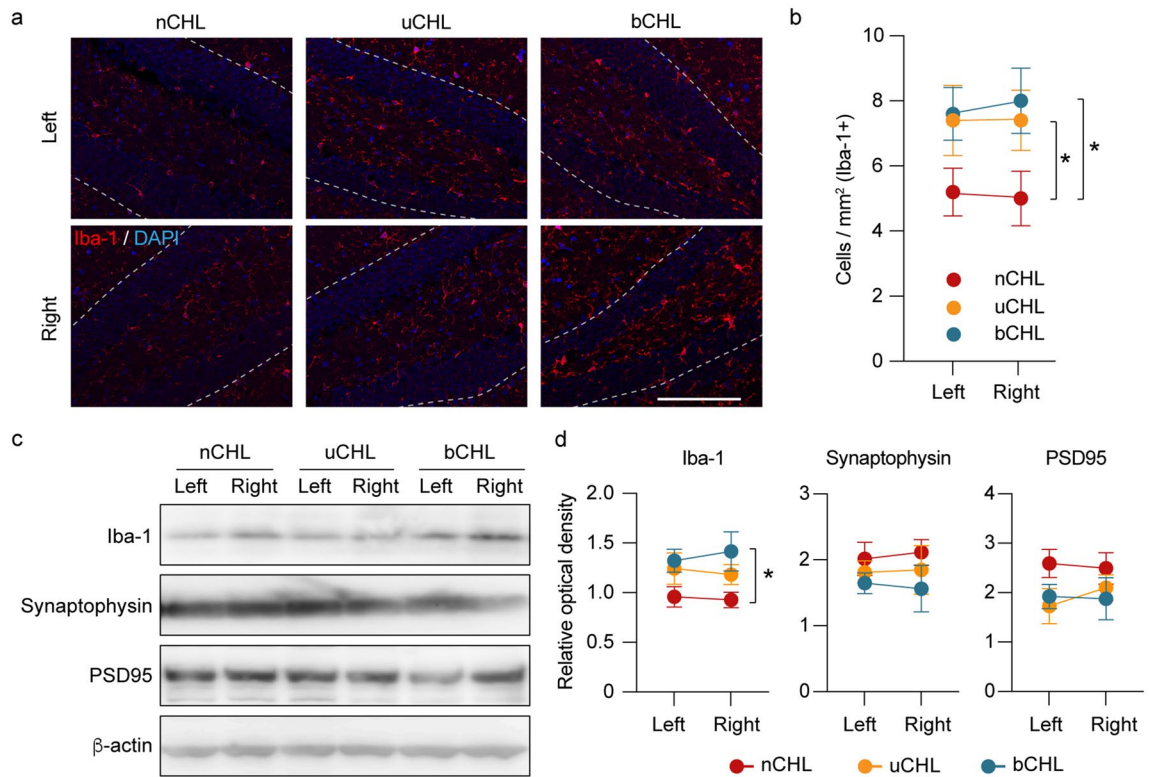 a
nCHL uCHL bCHL
Left
Iba-1 / DAPI
Right
b
10
8
6
4
2
0
Cells / mm² (Iba-1+)
* *
nCHL
uCHL
bCHL
Left Right
c
nCHL uCHL bCHL
Left Right Left Right Left Right
Iba-1
Synaptophysin
PSD95
β-actin
d
Iba-1 Synaptophysin PSD95
Relative optical density
2.0
1.5
1.0
0.5
0
*
Left Right
3
2
1
0
Left Right
4
3
2
1
0
Left Right
nCHL uCHL bCHL